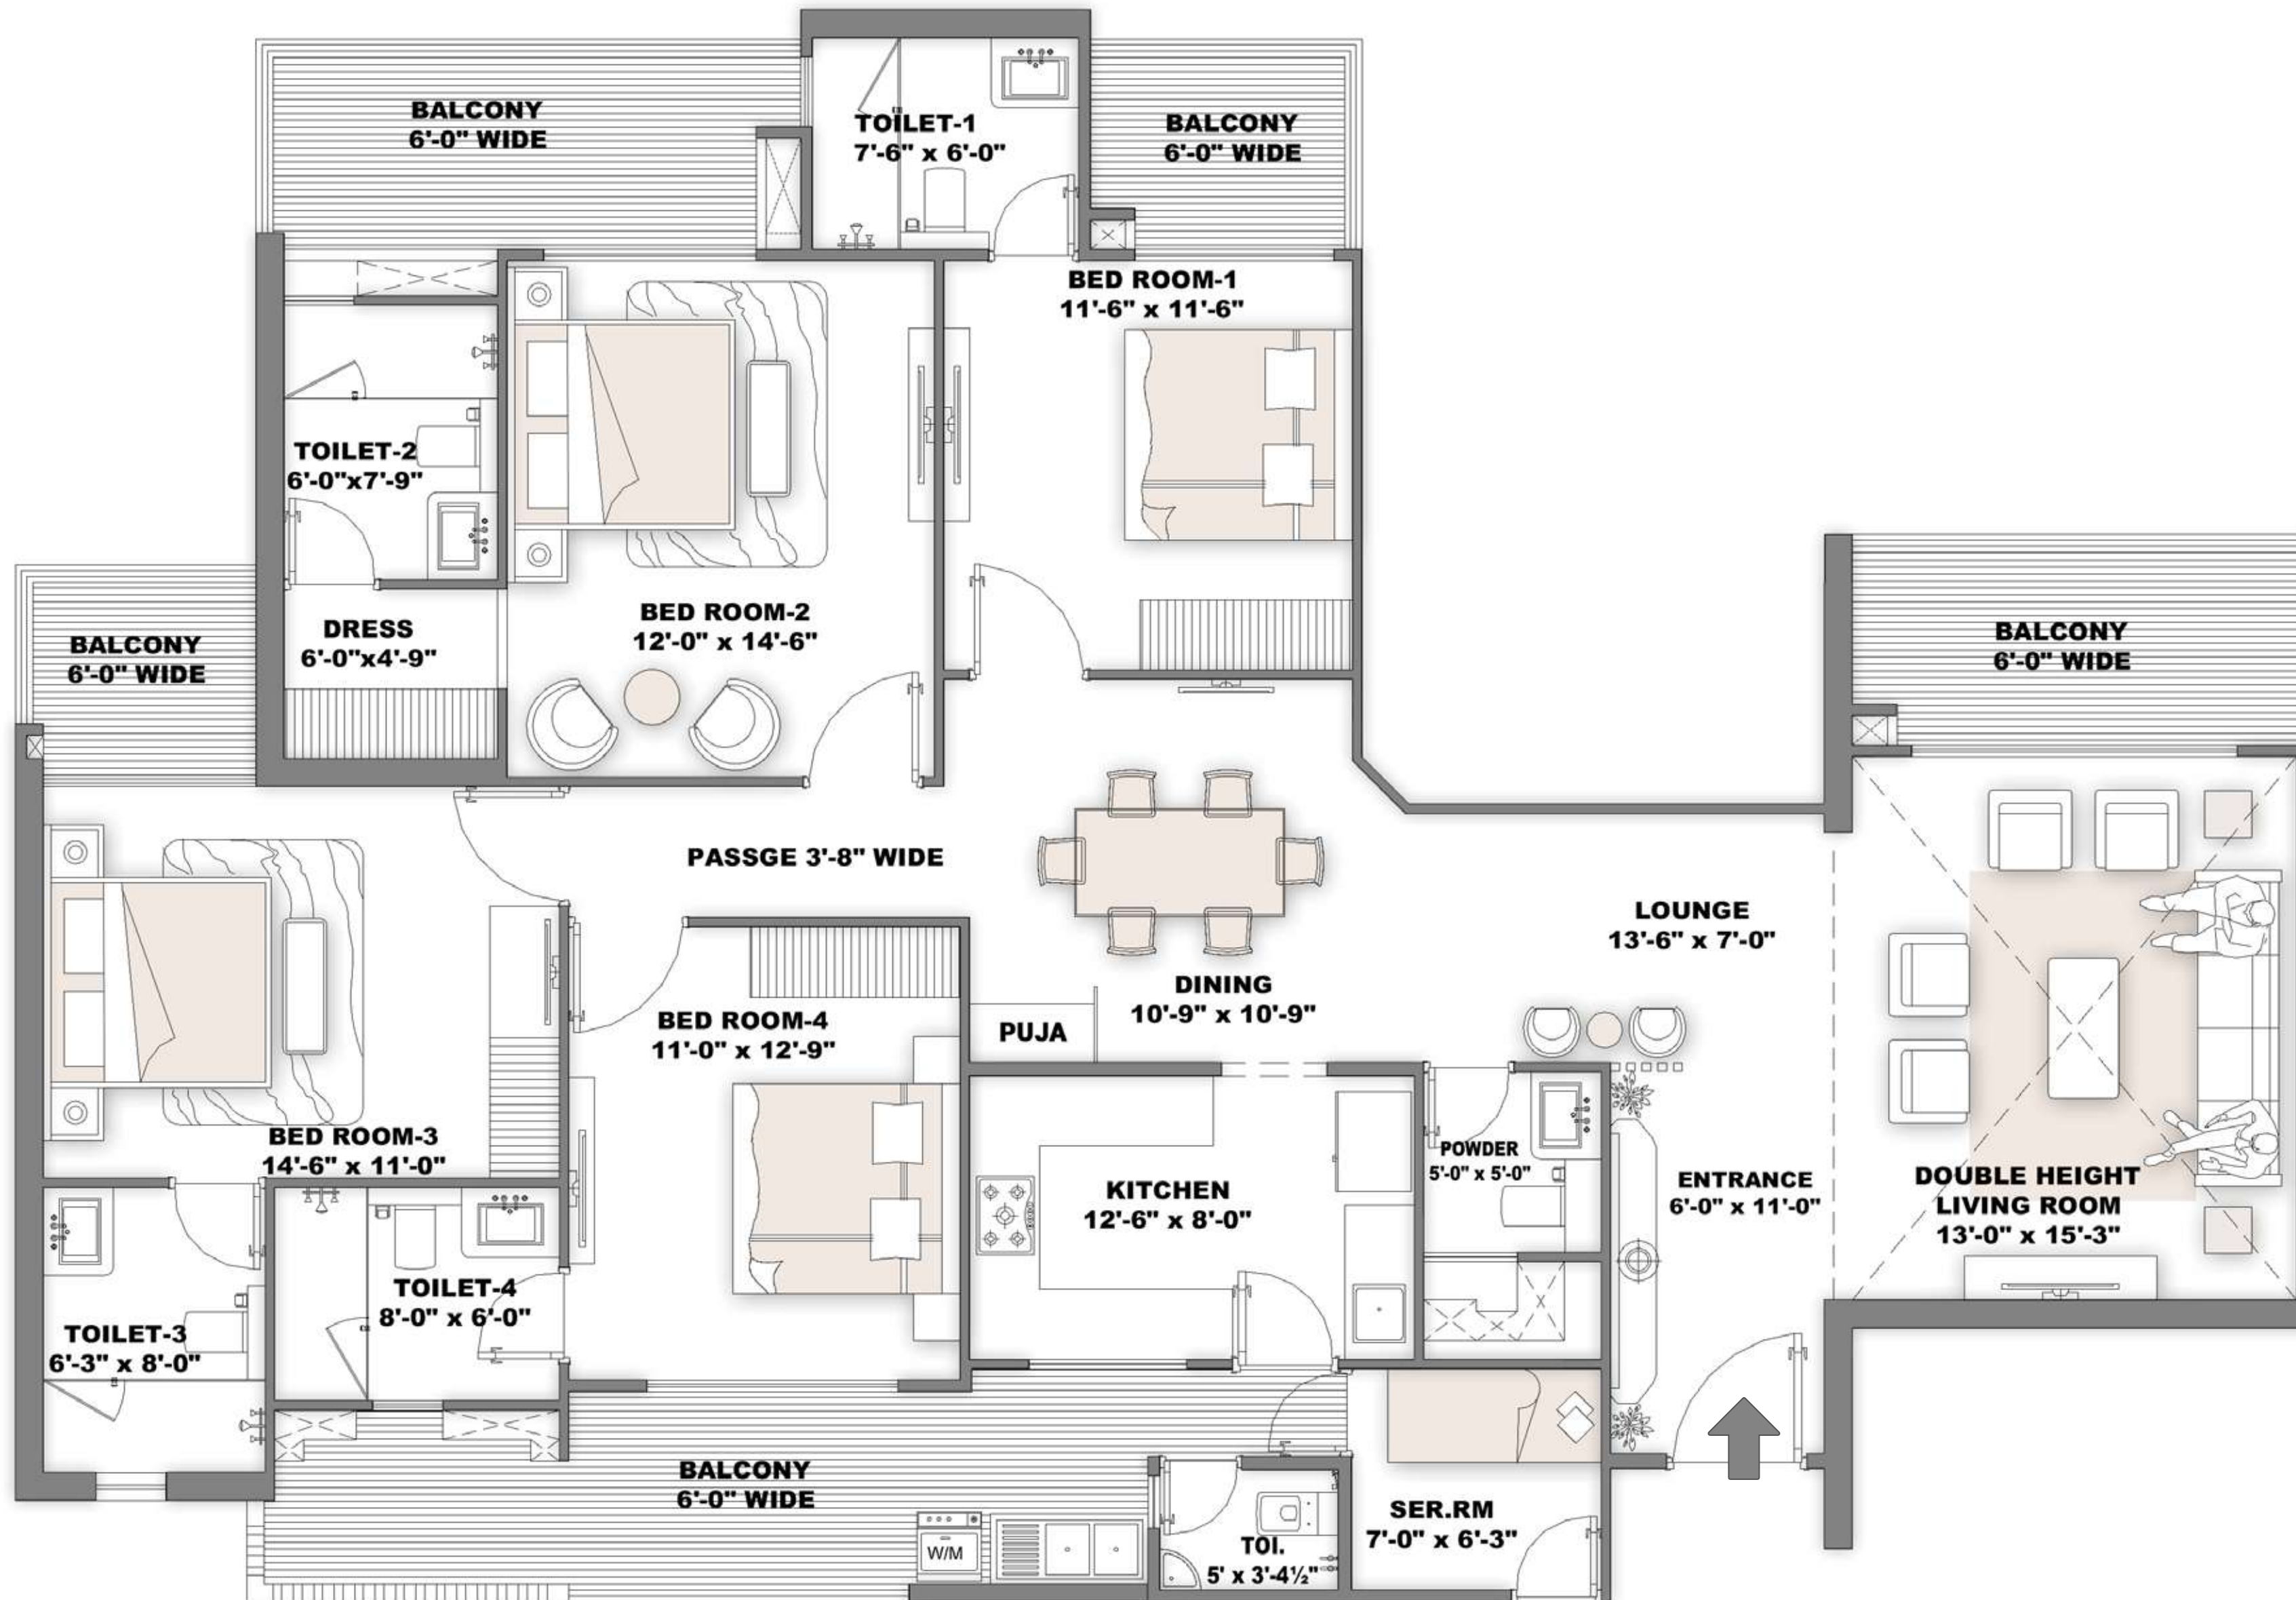 BALCONY
6'-0" WIDE
TOILET-1
7'-6" x 6'-0"
BALCONY
6'-0" WIDE
BED ROOM-1
11'-6" x 11'-6"
TOILET-2
6'-0"x7'-9"
BED ROOM-2
12'-0" x 14'-6"
DRESS
6'-0"x4'-9"
BALCONY
6'-0" WIDE
BALCONY
6'-0" WIDE
PASSGE 3'-8" WIDE
LOUNGE
13'-6" x 7'-0"
DINING
10'-9" x 10'-9"
PUJA
BED ROOM-4
11'-0" x 12'-9"
BED ROOM-3
14'-6" x 11'-0"
KITCHEN
12'-6" x 8'-0"
POWDER
5'-0" x 5'-0"
ENTRANCE
6'-0" x 11'-0"
DOUBLE HEIGHT
LIVING ROOM
13'-0" x 15'-3"
TOILET-4
8'-0" x 6'-0"
TOILET-3
6'-3" x 8'-0"
BALCONY
6'-0" WIDE
W/M
TOI.
5' x 3'-4½"
SER.RM
7'-0" x 6'-3"